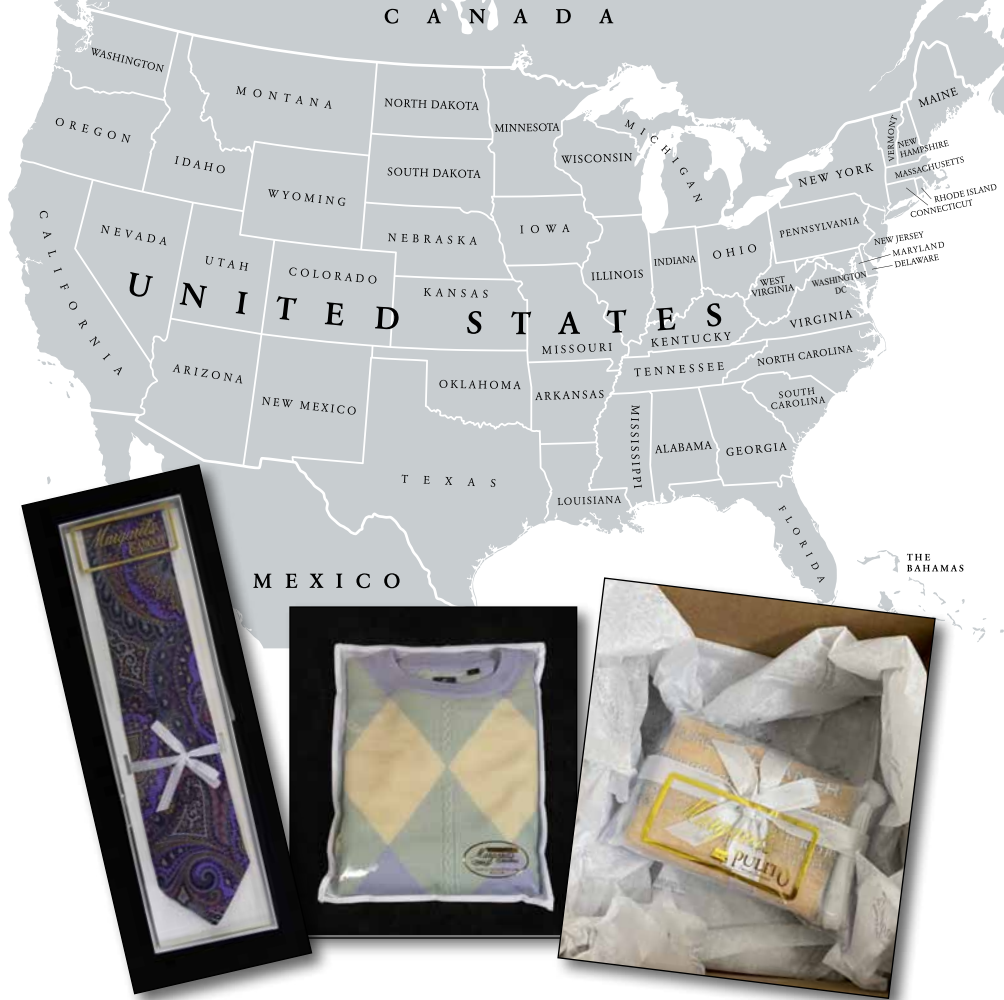 CANADA
WASHINGTON
MONTANA
NORTH DAKOTA
MINNESOTA
MAINE
OREGON
IDAHO
SOUTH DAKOTA
WISCONSIN
MICHIGAN
VERMONT
NEW
HAMPSHIRE
WYOMING
NEW YORK
MASSACHUSETTS
RHODE ISLAND
CONNECTICUT
CALIFORNIA
NEVADA
UTAH
COLORADO
NEBRASKA
IOWA
ILLINOIS
INDIANA
OHIO
PENNSYLVANIA
NEW JERSEY
MARYLAND
DELAWARE
KANSAS
WEST
VIRGINIA
WASHINGTON
DC
UNITED STATES
MISSOURI
KENTUCKY
VIRGINIA
ARIZONA
NEW MEXICO
OKLAHOMA
ARKANSAS
TENNESSEE
NORTH CAROLINA
SOUTH
CAROLINA
MISSISSIPPI
ALABAMA
GEORGIA
TEXAS
LOUISIANA
FLORIDA
MEXICO
THE
BAHAMAS
Margaret's
Margaret's
Margaret's
PULITO